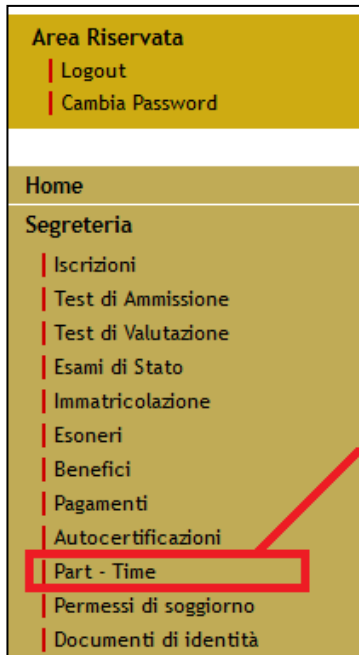 Area Riservata
Logout
Cambia Password
Home
Segreteria
Iscrizioni
Test di Ammissione
Test di Valutazione
Esami di Stato
Immatricolazione
Esoneri
Benefici
Pagamenti
Autocertificazioni
Part - Time
Permessi di soggiorno
Documenti di identità